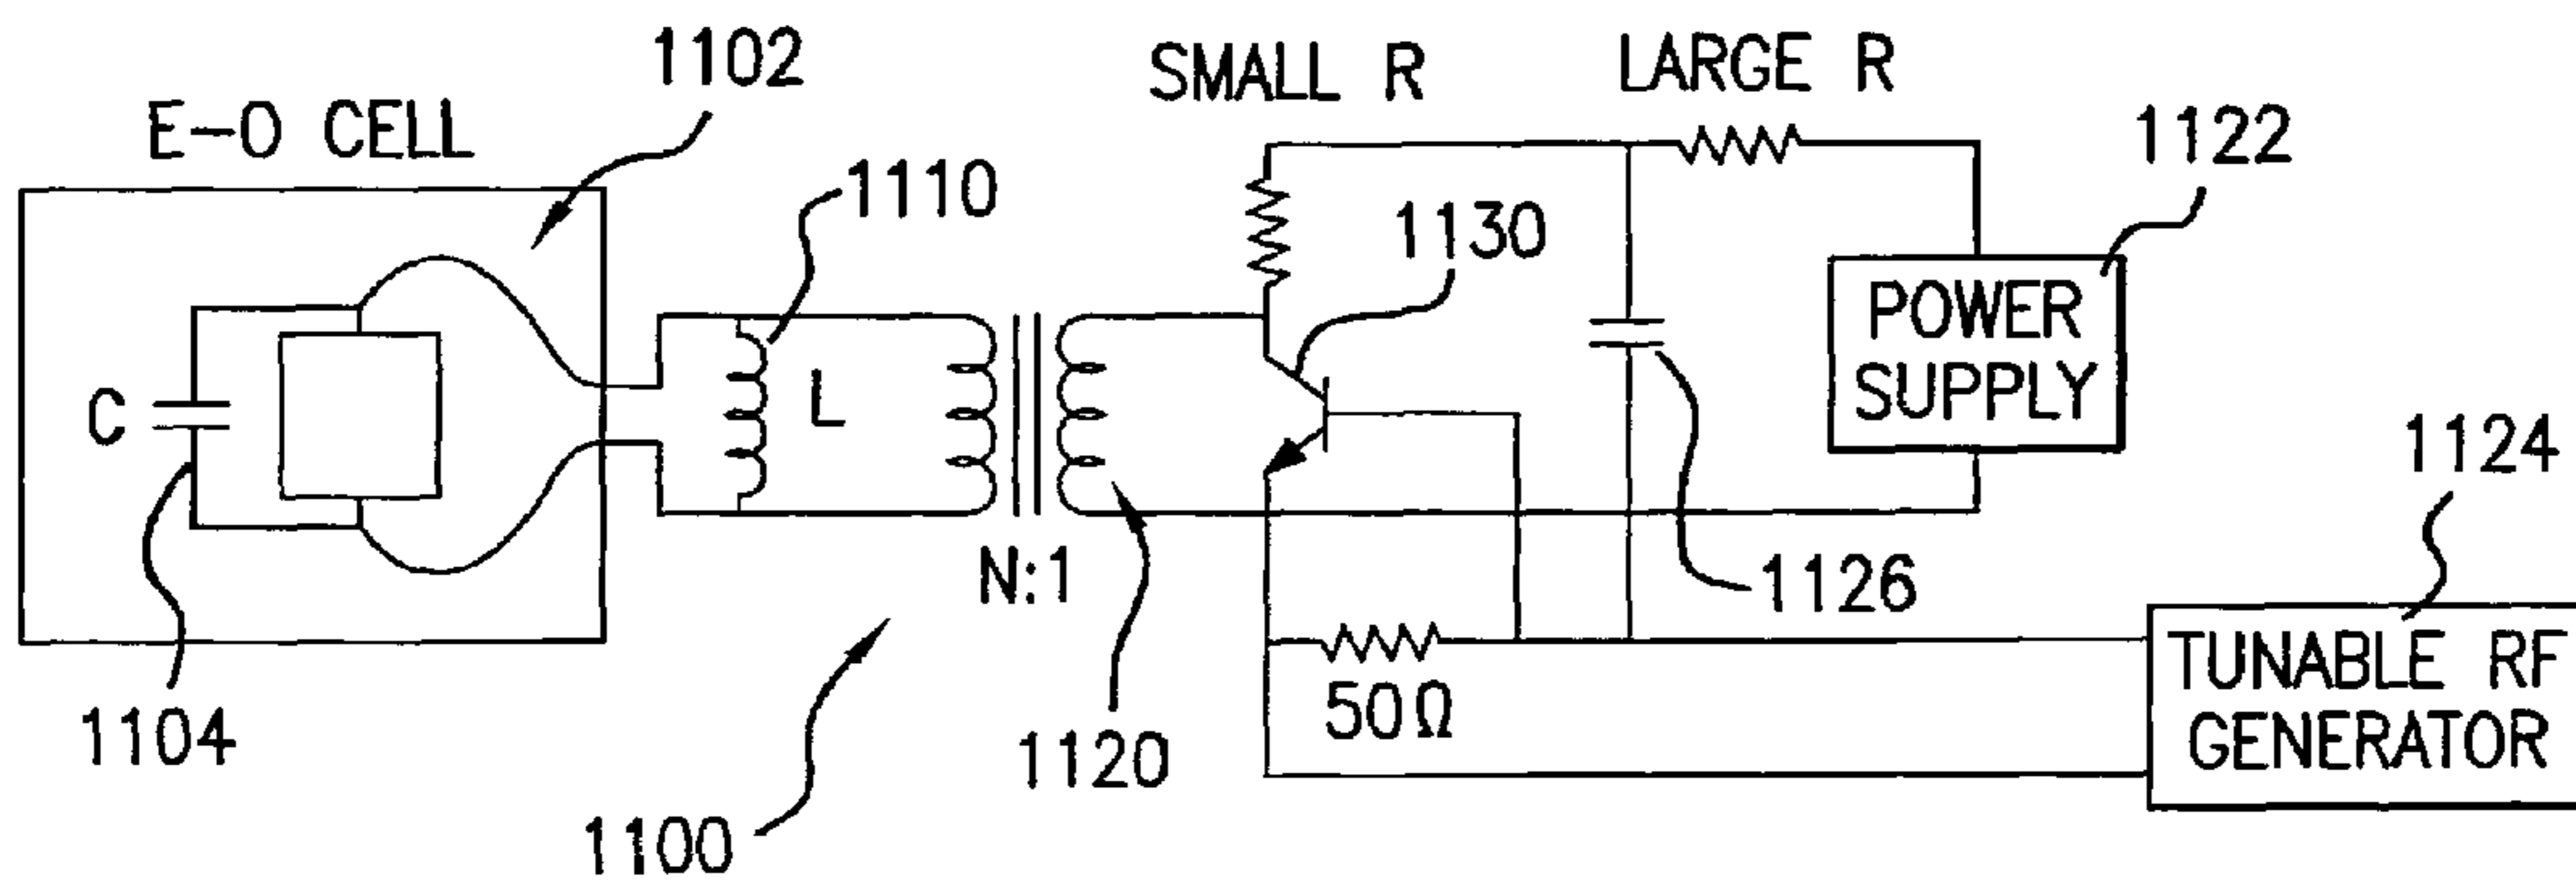 1102
SMALL R
LARGE R
E-O CELL
1110
1122
1130
POWER
SUPPLY
C
L
1124
N:1
1126
TUNABLE RF
GENERATOR
50Ω
1104
1120
1100